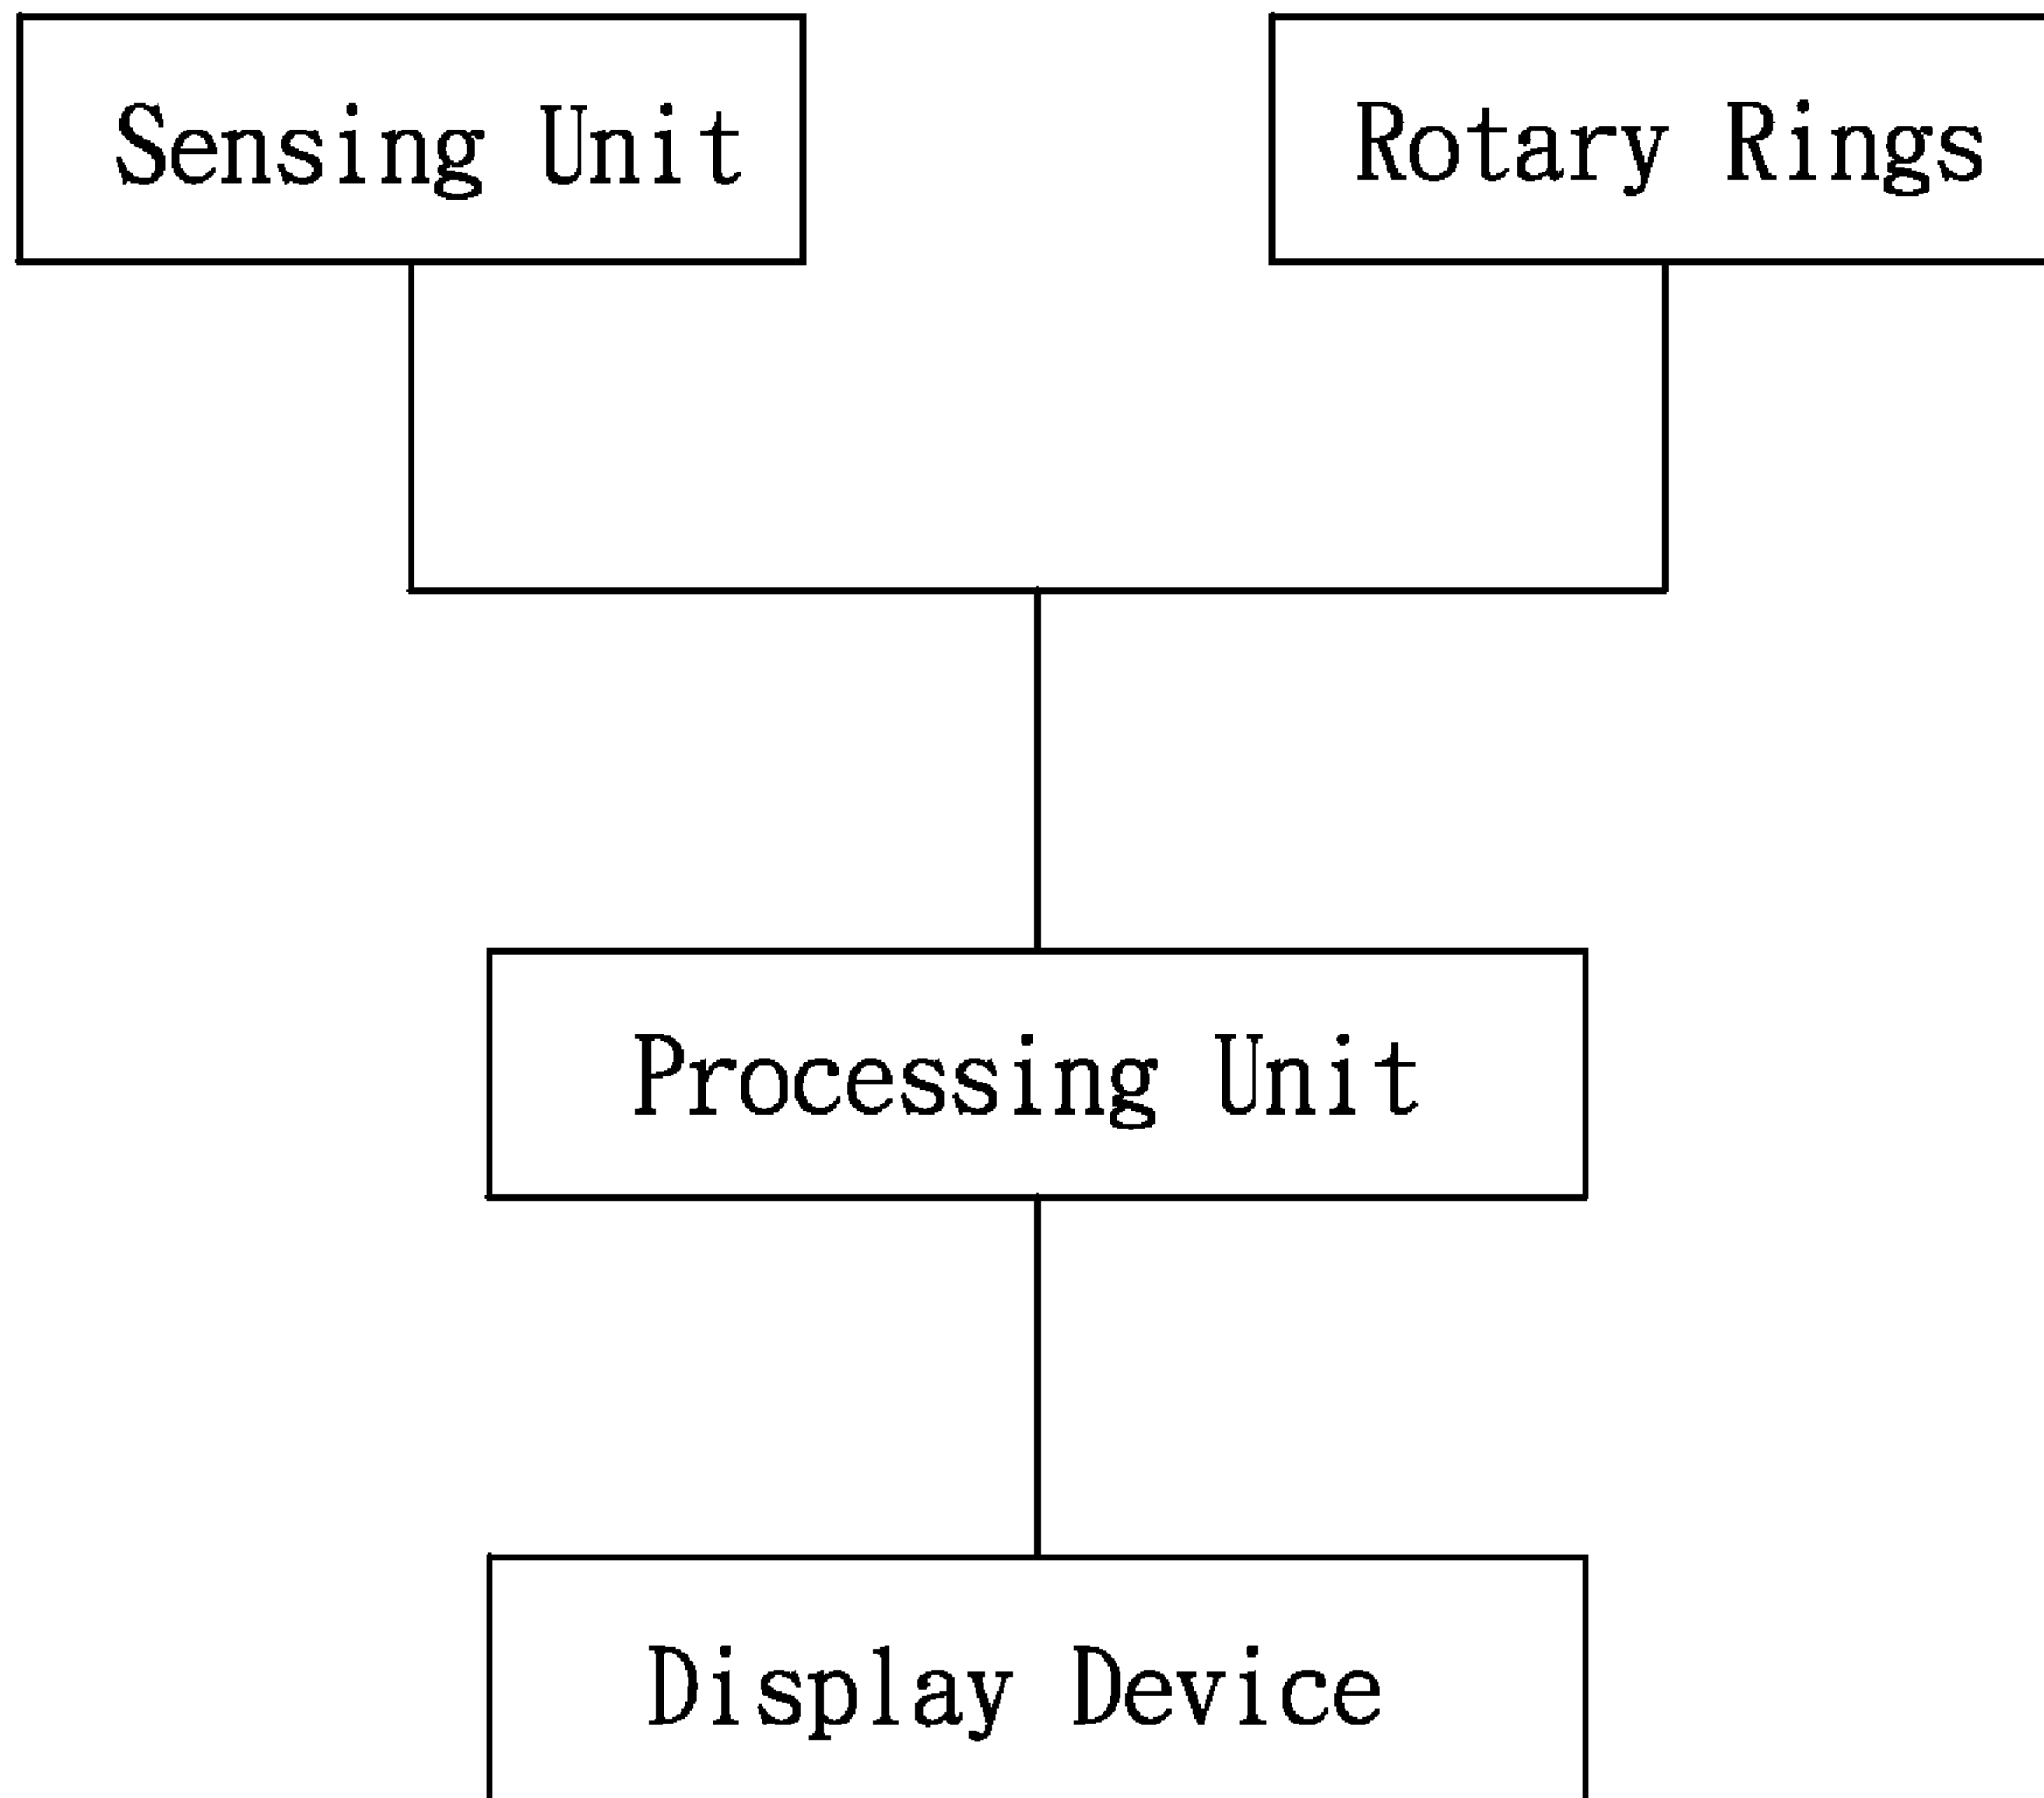 Sensing Unit
Rotary Rings
Processing Unit
Display Device